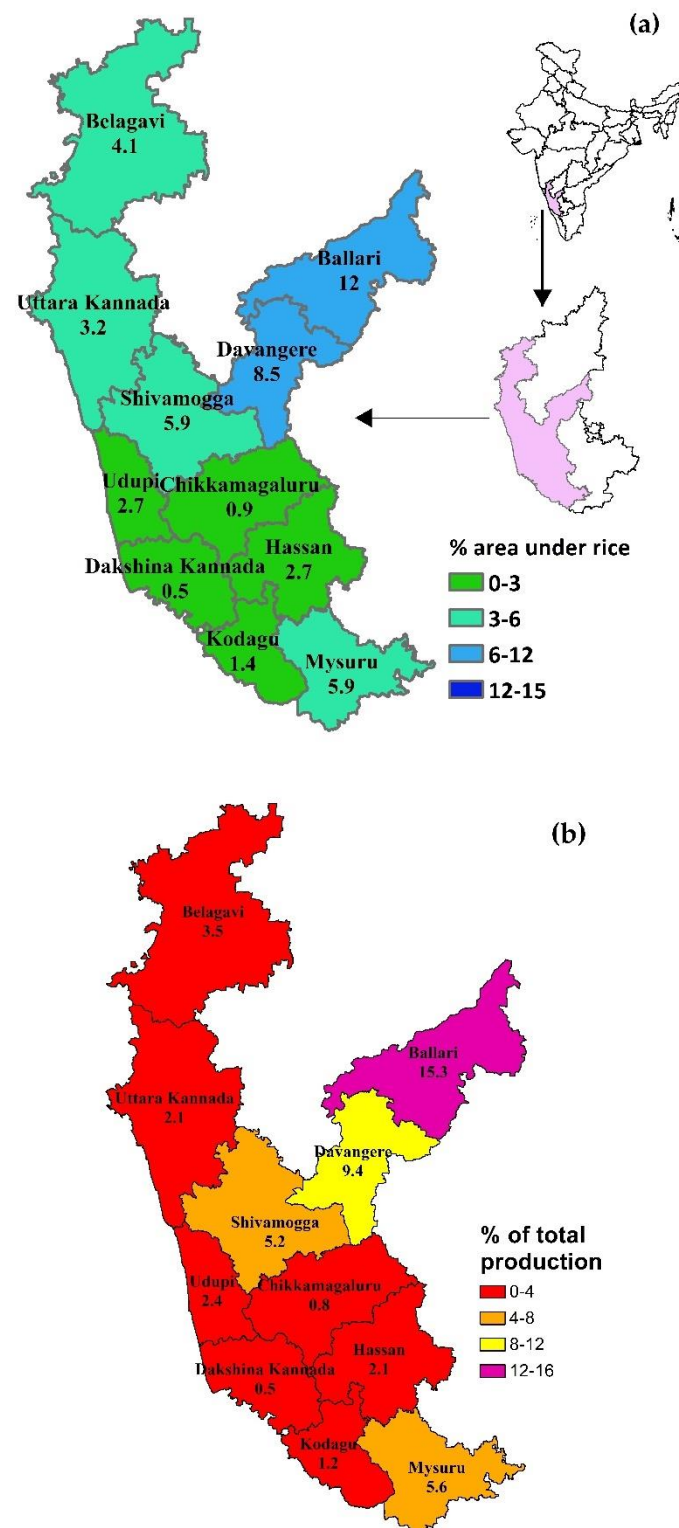 (a)
Belagavi
4.1
Ballari
12
Uttara Kannada
3.2
Davangere
8.5
Shivamogga
5.9
Udupi
2.7
Chikkamagaluru
0.9
Hassan
2.7
Dakshina Kannada
0.5
Kodagu
1.4
Mysuru
5.9
% area under rice
0-3
3-6
6-12
12-15
(b)
Belagavi
3.5
Ballari
15.3
Uttara Kannada
2.1
Davangere
9.4
Shivamogga
5.2
Udupi
2.4
Chikkamagaluru
0.8
Hassan
2.1
Dakshina Kannada
0.5
Kodagu
1.2
Mysuru
5.6
% of total
production
0-4
4-8
8-12
12-16